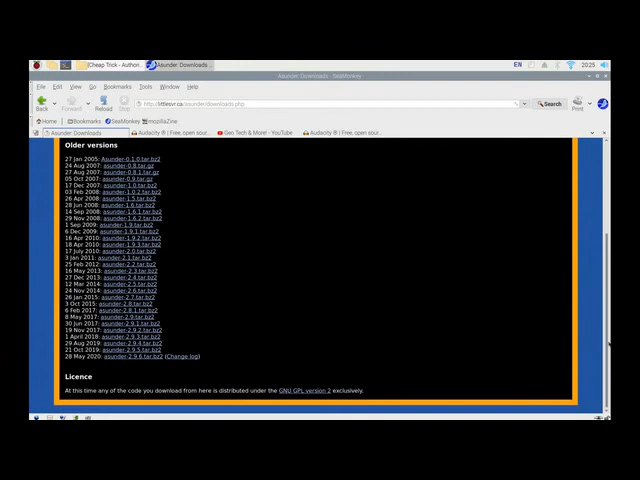 [Cheap Trick - Authori...
Asunder: Downloads...
EN
20:25
Asunder: Downloads - SeaMonkey
File Edit View Go Bookmarks Tools Window Help
Back Forward Reload Stop
http://littlesvr.ca/asunder/downloads.php
Search
Print
Home Bookmarks SeaMonkey mozillaZine
Asunder: Downloads
Audacity ® | Free, open sour...
Geo Tech & More! - YouTube
Audacity ® | Free, open sour...
Older versions
27 Jan 2005: Asunder-0.1.0.tar.bz2
24 Aug 2007: asunder-0.8.tar.gz
27 Aug 2007: asunder-0.8.1.tar.gz
05 Oct 2007: asunder-0.9.tar.gz
17 Dec 2007: asunder-1.0.tar.bz2
03 Feb 2008: asunder-1.0.2.tar.bz2
26 Apr 2008: asunder-1.5.tar.bz2
28 Jun 2008: asunder-1.6.tar.bz2
14 Sep 2008: asunder-1.6.1.tar.bz2
29 Nov 2008: asunder-1.6.2.tar.bz2
1 Sep 2009: asunder-1.9.tar.bz2
6 Dec 2009: asunder-1.9.1.tar.bz2
16 Apr 2010: asunder-1.9.2.tar.bz2
18 Apr 2010: asunder-1.9.3.tar.bz2
17 July 2010: asunder-2.0.tar.bz2
3 Jan 2011: asunder-2.1.tar.bz2
25 Feb 2012: asunder-2.2.tar.bz2
16 May 2013: asunder-2.3.tar.bz2
27 Dec 2013: asunder-2.4.tar.bz2
12 Mar 2014: asunder-2.5.tar.bz2
24 Nov 2014: asunder-2.6.tar.bz2
26 Jan 2015: asunder-2.7.tar.bz2
3 Oct 2015: asunder-2.8.tar.bz2
6 Feb 2017: asunder-2.8.1.tar.bz2
8 May 2017: asunder-2.9.tar.bz2
30 Jun 2017: asunder-2.9.1.tar.bz2
19 Nov 2017: asunder-2.9.2.tar.bz2
1 April 2018: asunder-2.9.3.tar.bz2
29 Aug 2019: asunder-2.9.4.tar.bz2
21 Oct 2019: asunder-2.9.5.tar.bz2
28 May 2020: asunder-2.9.6.tar.bz2 (Change log)
Licence
At this time any of the code you download from here is distributed under the GNU GPL version 2 exclusively.